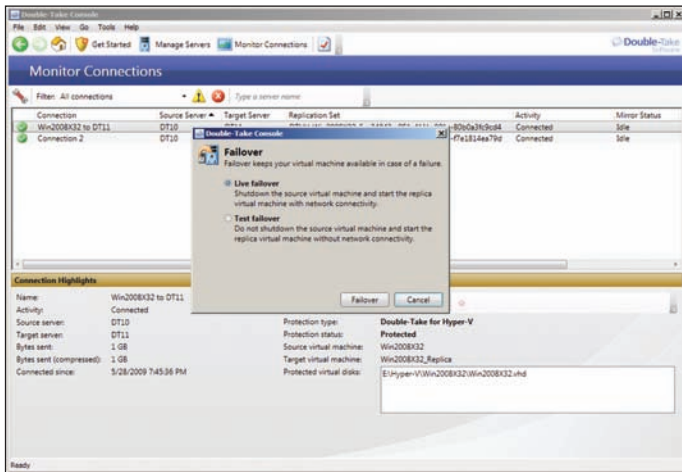 Double-Take Console
File Edit View Go Tools Help
Get Started Manage Servers Monitor Connections
Double-Take
Software
Monitor Connections
Filter: All connections Type a server name
Connection Source Server Target Server Replication Set Activity Mirror Status
Win2008X32 to DT11 DT10 Connected Idle
Connection 2 DT10 Connected Idle
Double-Take Console
Failover
Failover keeps your virtual machine available in case of a failure.
Live failover
Shutdown the source virtual machine and start the replica
virtual machine with network connectivity.
Test failover
Do not shutdown the source virtual machine and start the
replica virtual machine without network connectivity.
Failover Cancel
Connection Highlights
Name: Win2008X32 to DT11
Activity: Connected
Source server: DT10
Target server: DT11
Bytes sent: 1 GB
Bytes sent (compressed): 1 GB
Connected since: 5/28/2009 7:45:36 PM
Protection type: Double-Take for Hyper-V
Protection status: Protected
Source virtual machine: Win2008X32
Target virtual machine: Win2008X32_Replica
Protected virtual disks: E:\Hyper-V\Win2008X32\Win2008X32.vhd
Ready